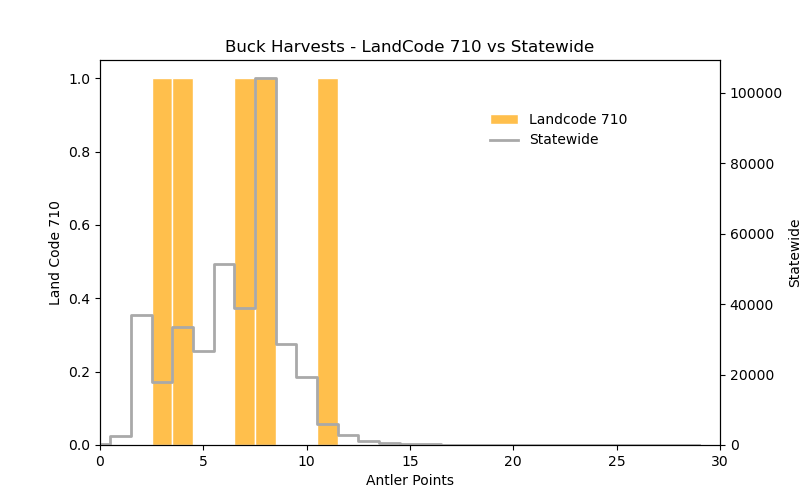 Buck Harvests - LandCode 710 vs Statewide
1.0
0.8
0.6
0.4
0.2
0.0
Land Code 710
Landcode 710
Statewide
100000
80000
60000
40000
20000
0
Statewide
0 5 10 15 20 25 30
Antler Points